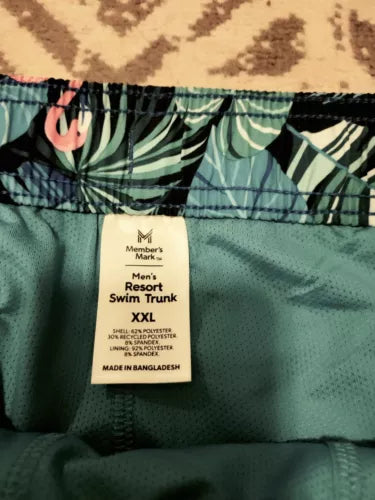 Member's
Mark™
Men's
Resort
Swim Trunk
XXL
SHELL: 62% POLYESTER.
30% RECYCLED POLYESTER.
8% SPANDEX.
LINING: 92% POLYESTER.
8% SPANDEX.
MADE IN BANGLADESH